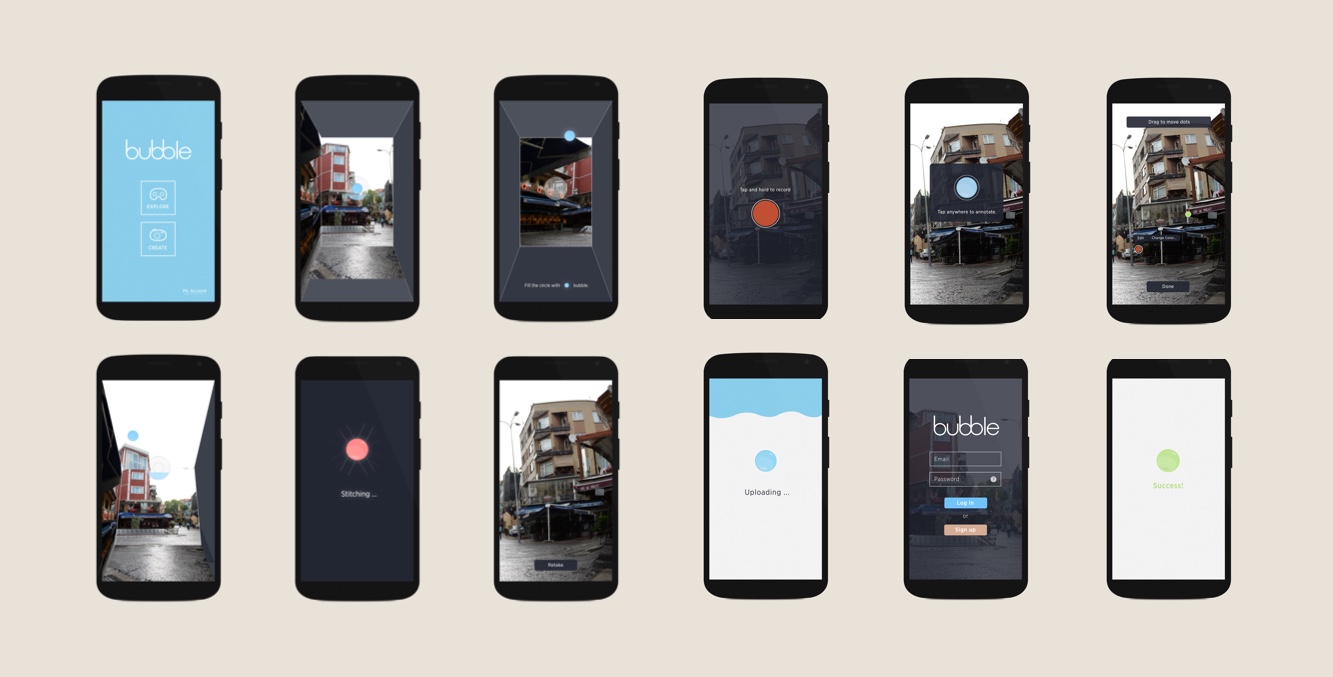 bubble
EXPLORE
CREATE
My Account
Fill the circle with bubble.
Tap and hold to record
Tap anywhere to annotate.
Drag to move dots
Edit Change Color...
Done
Stitching ...
Retake
Uploading ...
bubble
Email
Password ?
Log in
or
Sign up
Success!